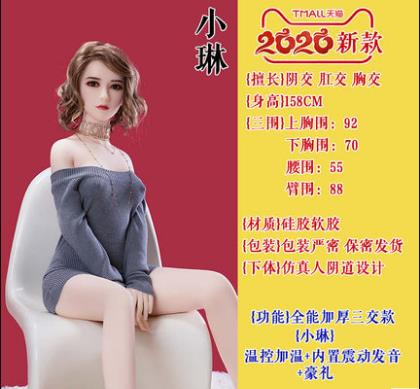 小琳
TMALL天猫
2020新款
{擅长}阴交 肛交 胸交
{身高}158CM
{三围}上胸围：92
下胸围：70
腰围：55
臂围：88
{材质}硅胶软胶
{包装}包装严密 保密发货
{下体}仿真人阴道设计
{功能}全能加厚三交款
{小琳}
温控加温+内置震动发音
+豪礼